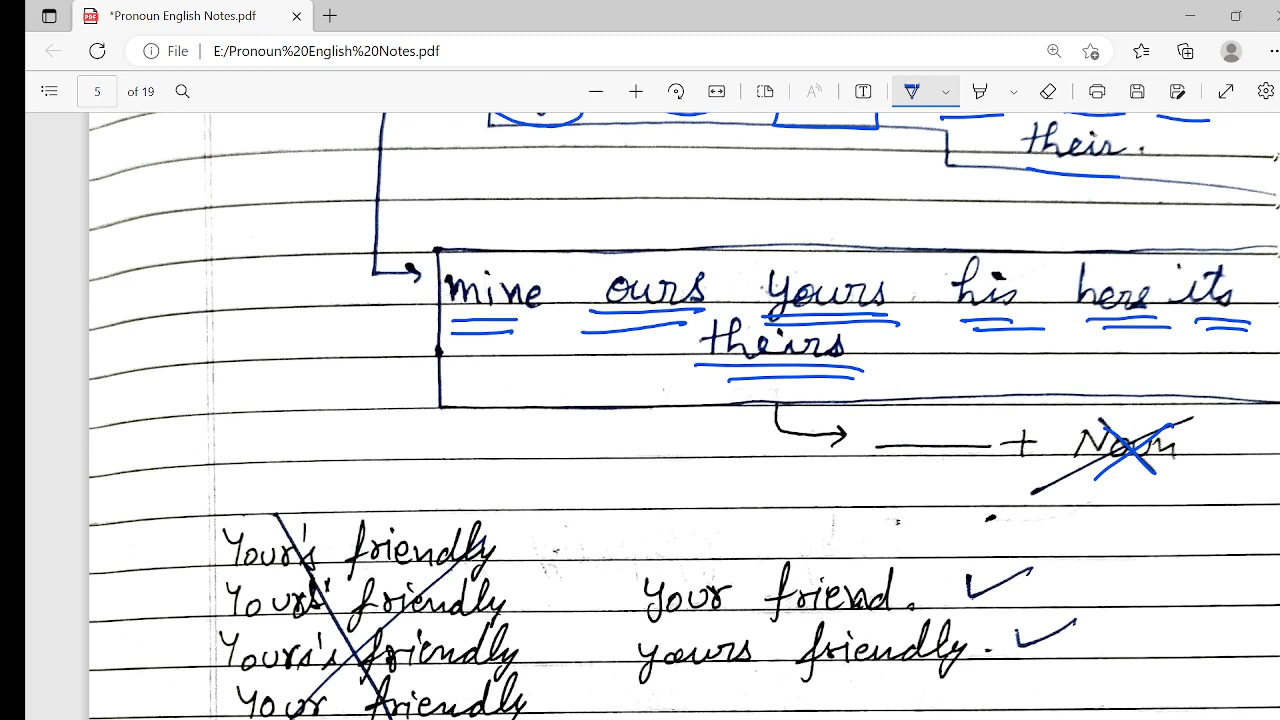 *Pronoun English Notes.pdf
File E:/Pronoun%20English%20Notes.pdf
5 of 19
their.
mine ours yours his hers its
theirs
+ Noun
Your's friendly
Yours' friendly
Your friend.
Yours's friendly
yours friendly.
Your friendly